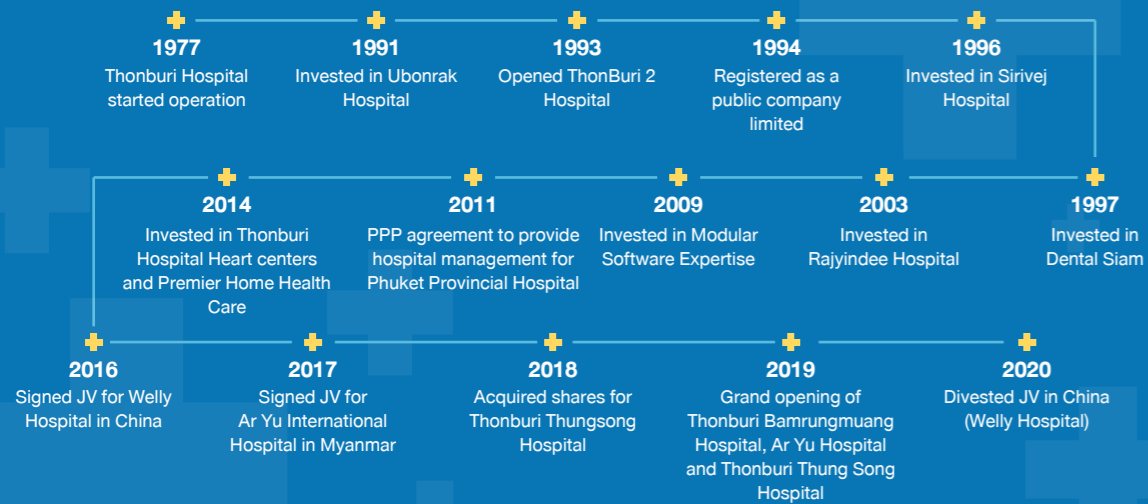 1977
Thonburi Hospital
started operation
1991
Invested in Ubonrak
Hospital
1993
Opened ThonBuri 2
Hospital
1994
Registered as a
public company
limited
1996
Invested in Sirivej
Hospital
2014
Invested in Thonburi
Hospital Heart centers
and Premier Home Health
Care
2011
PPP agreement to provide
hospital management for
Phuket Provincial Hospital
2009
Invested in Modular
Software Expertise
2003
Invested in
Rajyindee Hospital
1997
Invested in
Dental Siam
2016
Signed JV for Welly
Hospital in China
2017
Signed JV for
Ar Yu International
Hospital in Myanmar
2018
Acquired shares for
Thonburi Thungsong
Hospital
2019
Grand opening of
Thonburi Bamrungmuang
Hospital, Ar Yu Hospital
and Thonburi Thung Song
Hospital
2020
Divested JV in China
(Welly Hospital)